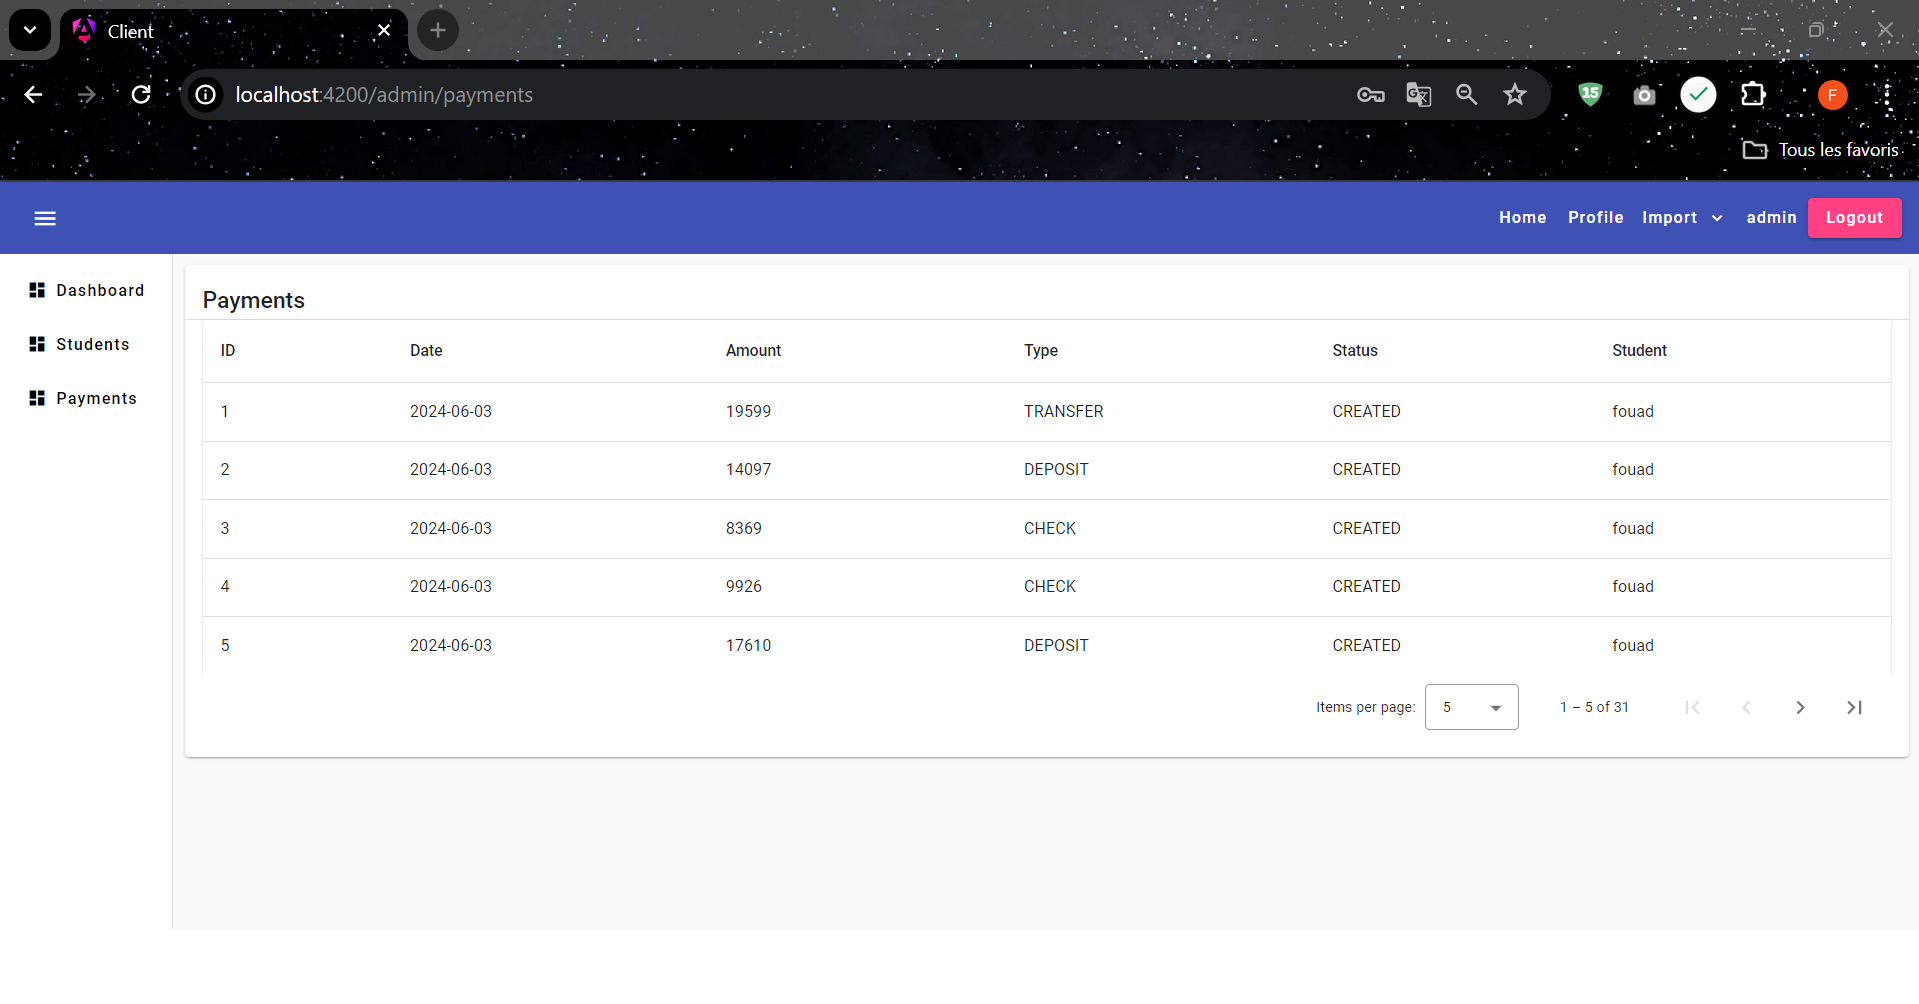 Client
localhost:4200/admin/payments
15
F
Tous les favoris
Home Profile Import admin Logout
Dashboard
Students
Payments
Payments
ID Date Amount Type Status Student
1 2024-06-03 19599 TRANSFER CREATED fouad
2 2024-06-03 14097 DEPOSIT CREATED fouad
3 2024-06-03 8369 CHECK CREATED fouad
4 2024-06-03 9926 CHECK CREATED fouad
5 2024-06-03 17610 DEPOSIT CREATED fouad
Items per page: 5 1 – 5 of 31